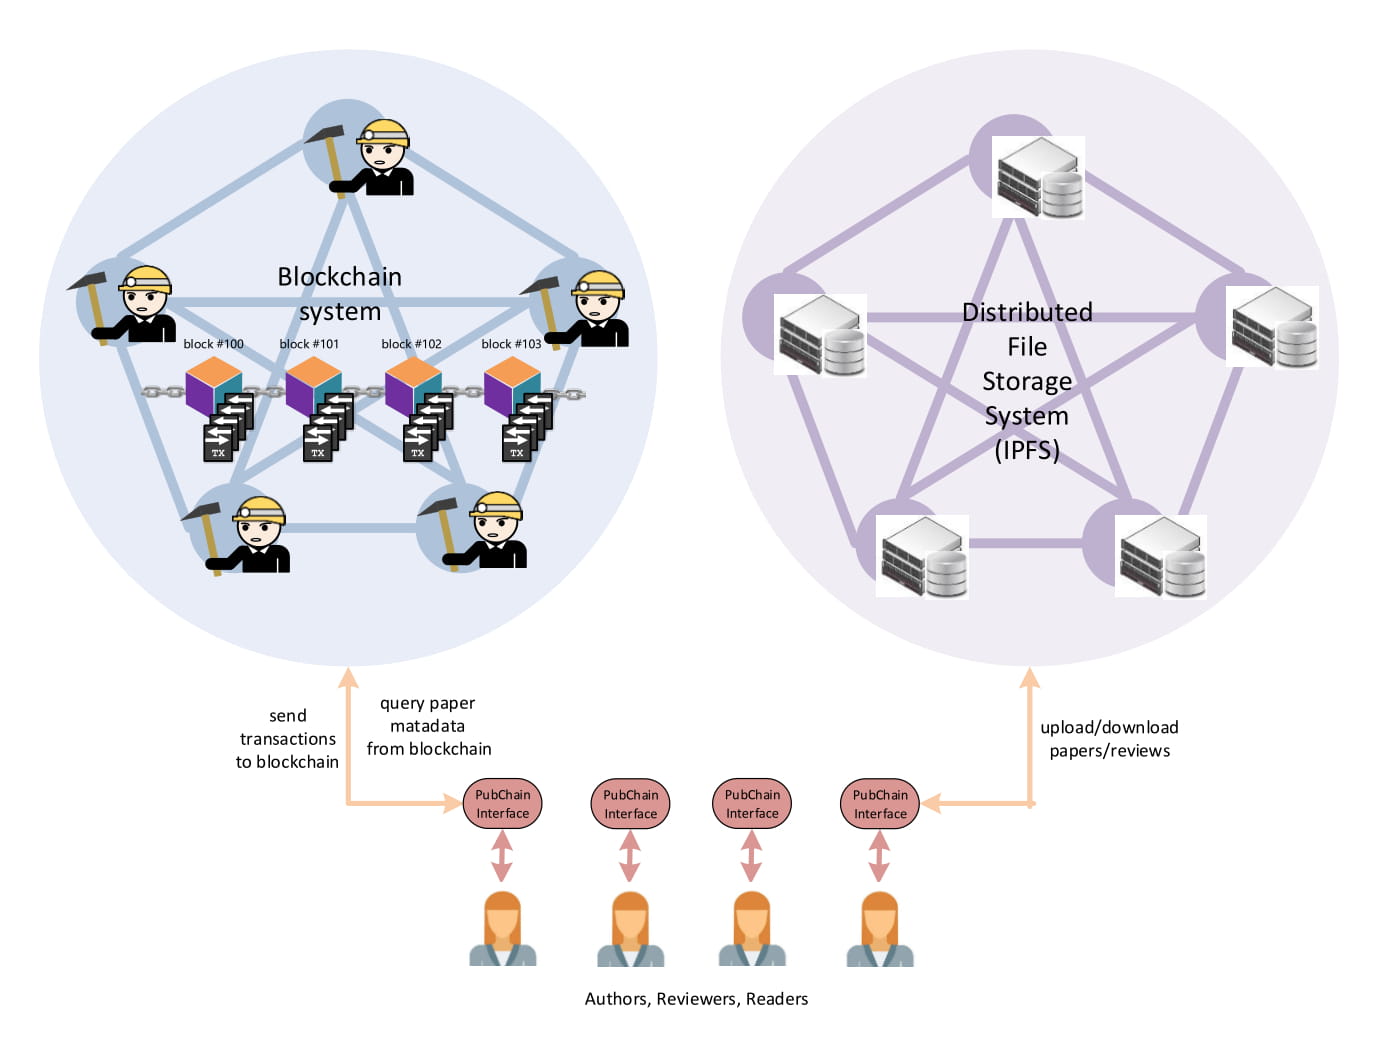 Blockchain
system
block #100
block #101
block #102
block #103
TX
TX
TX
TX
Distributed
File
Storage
System
(IPFS)
send
transactions
to blockchain
query paper
matadata
from blockchain
upload/download
papers/reviews
PubChain
Interface
PubChain
Interface
PubChain
Interface
PubChain
Interface
Authors, Reviewers, Readers